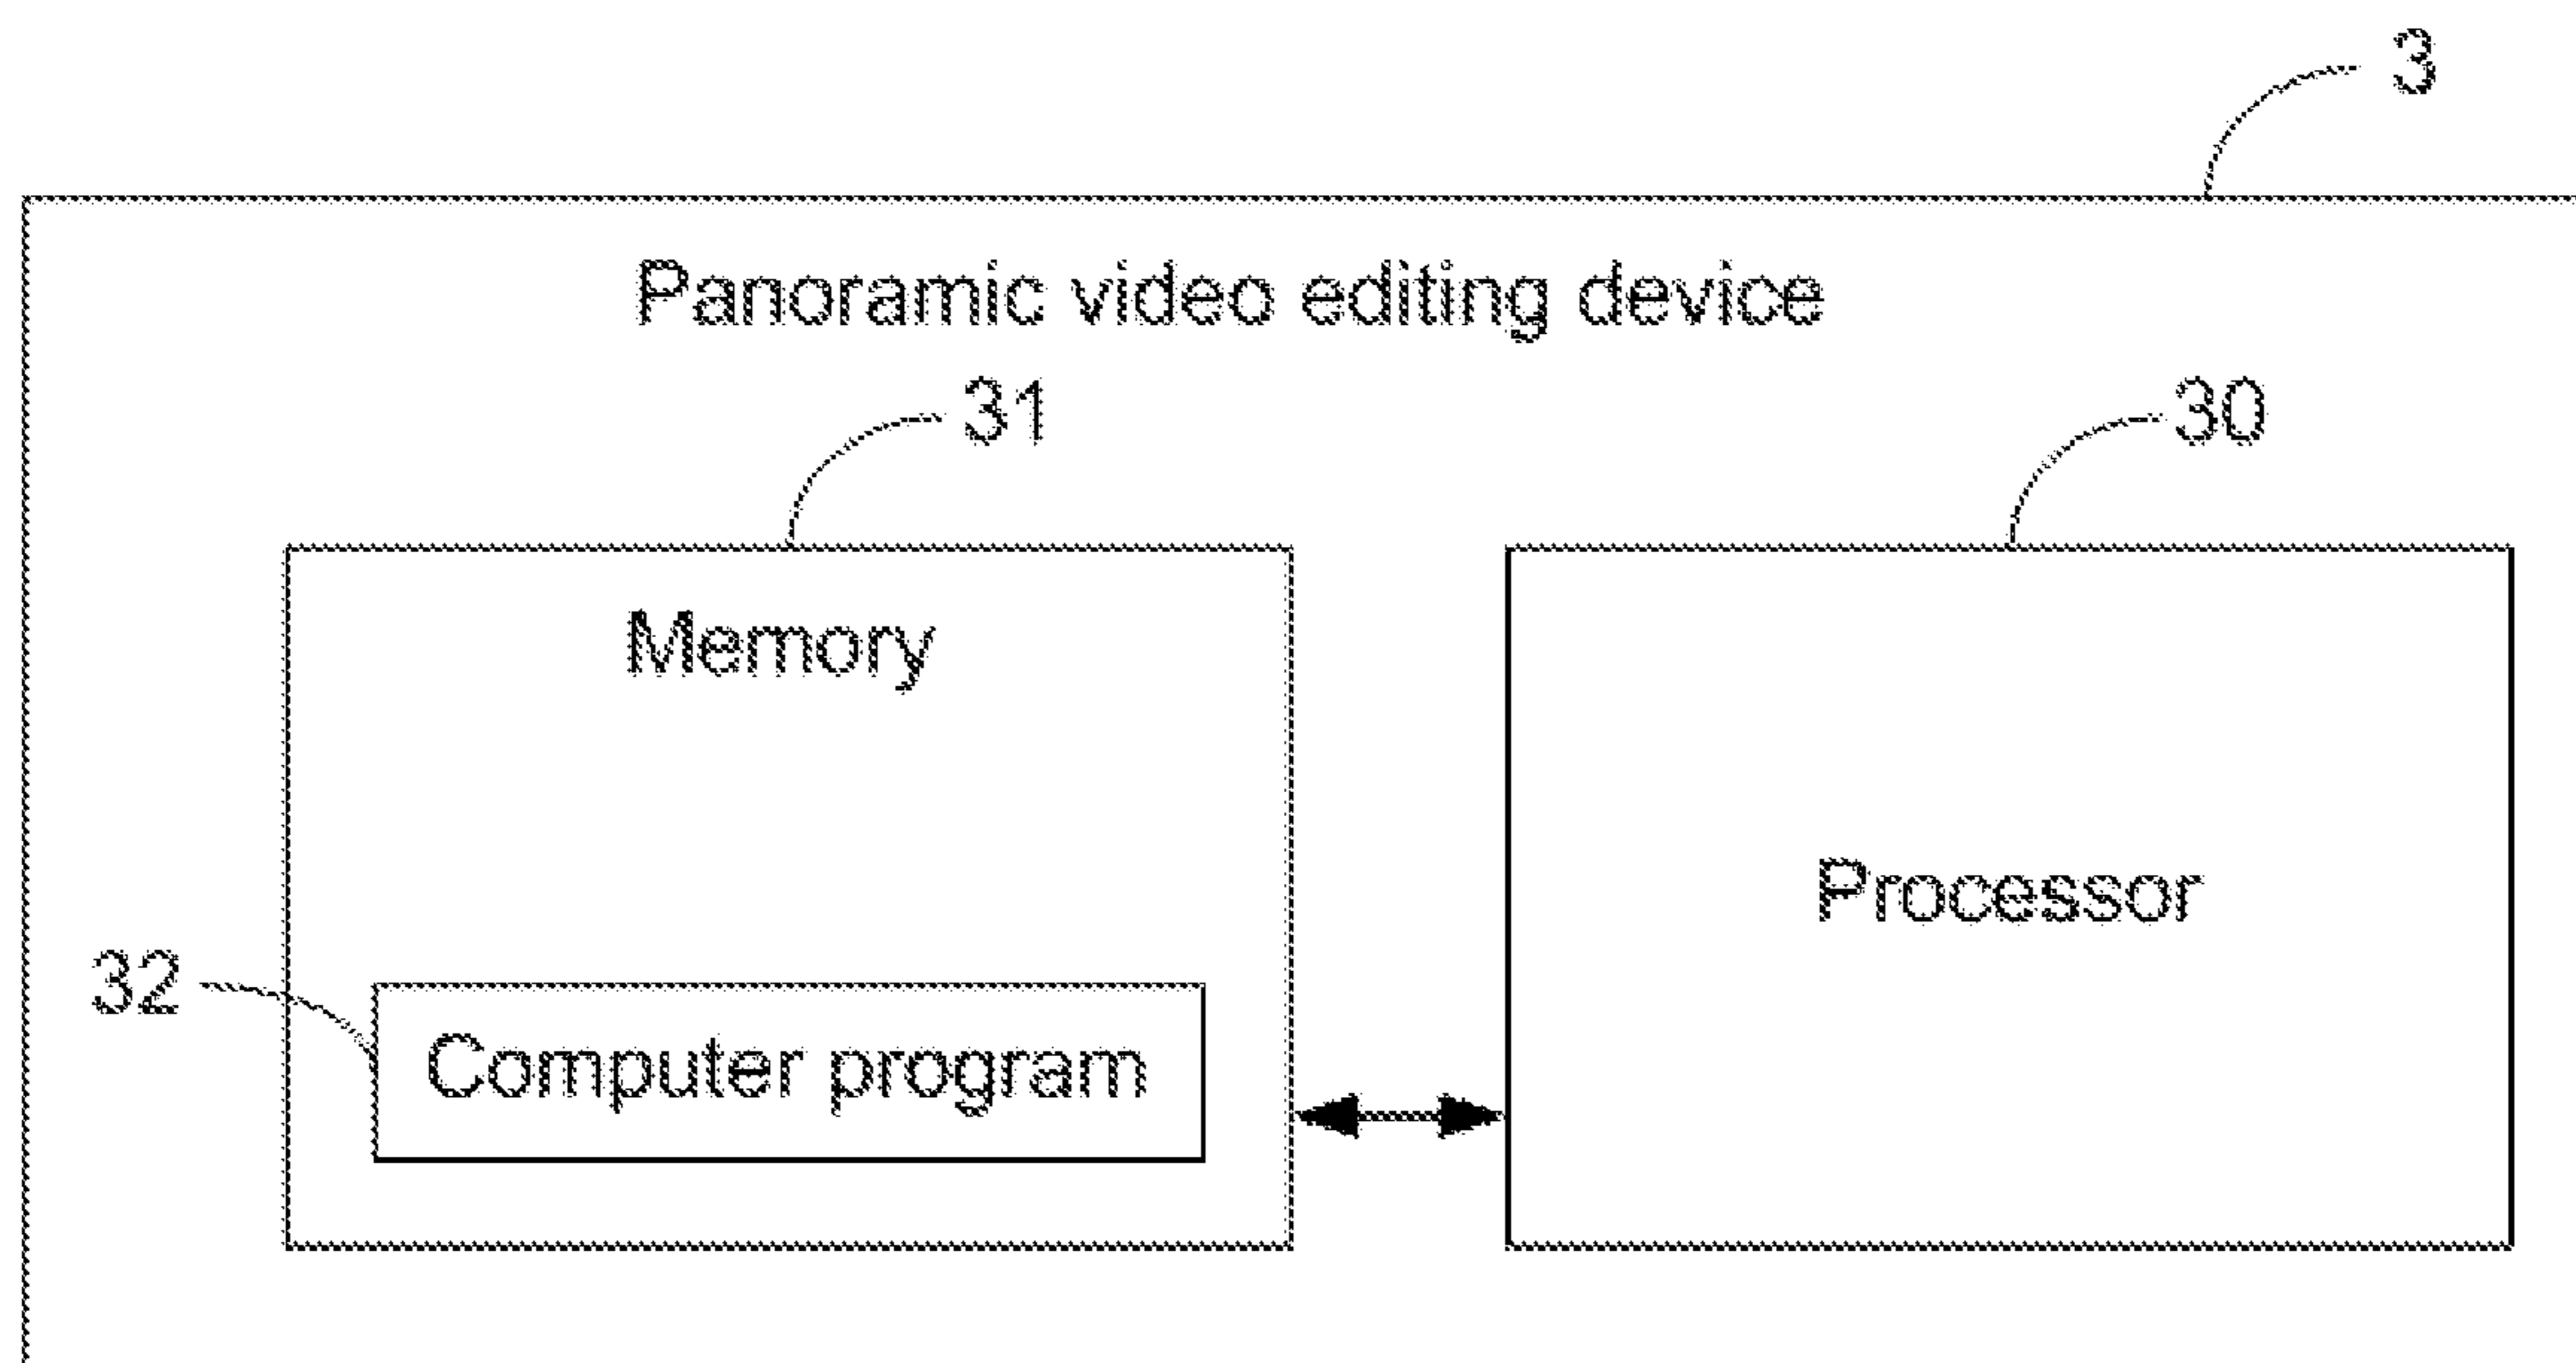 3
Panoramic video editing device
31
30
Memory
Processor
32
Computer program